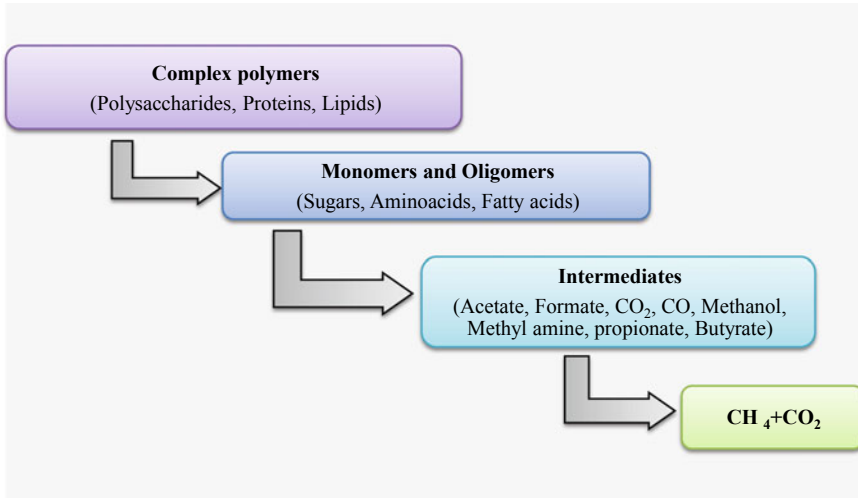 Complex polymers
(Polysaccharides, Proteins, Lipids)
Monomers and Oligomers
(Sugars, Aminoacids, Fatty acids)
Intermediates
(Acetate, Formate, CO₂, CO, Methanol,
Methyl amine, propionate, Butyrate)
CH ₄+CO₂